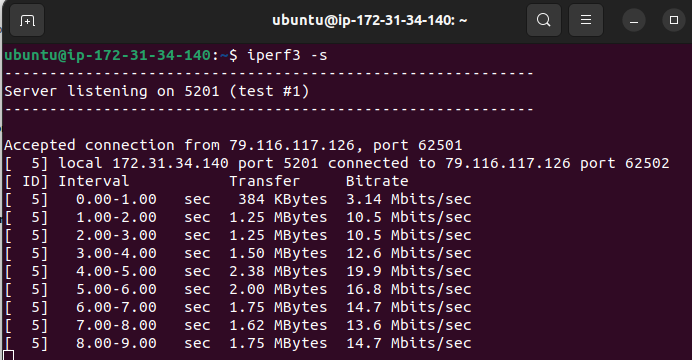 ubuntu@ip-172-31-34-140: ~
ubuntu@ip-172-31-34-140:~$ iperf3 -s
-----------------------------------------------------------
Server listening on 5201 (test #1)
-----------------------------------------------------------
Accepted connection from 79.116.117.126, port 62501
[  5] local 172.31.34.140 port 5201 connected to 79.116.117.126 port 62502
[ ID] Interval           Transfer     Bitrate
[  5]   0.00-1.00   sec   384 KBytes  3.14 Mbits/sec
[  5]   1.00-2.00   sec  1.25 MBytes  10.5 Mbits/sec
[  5]   2.00-3.00   sec  1.25 MBytes  10.5 Mbits/sec
[  5]   3.00-4.00   sec  1.50 MBytes  12.6 Mbits/sec
[  5]   4.00-5.00   sec  2.38 MBytes  19.9 Mbits/sec
[  5]   5.00-6.00   sec  2.00 MBytes  16.8 Mbits/sec
[  5]   6.00-7.00   sec  1.75 MBytes  14.7 Mbits/sec
[  5]   7.00-8.00   sec  1.62 MBytes  13.6 Mbits/sec
[  5]   8.00-9.00   sec  1.75 MBytes  14.7 Mbits/sec